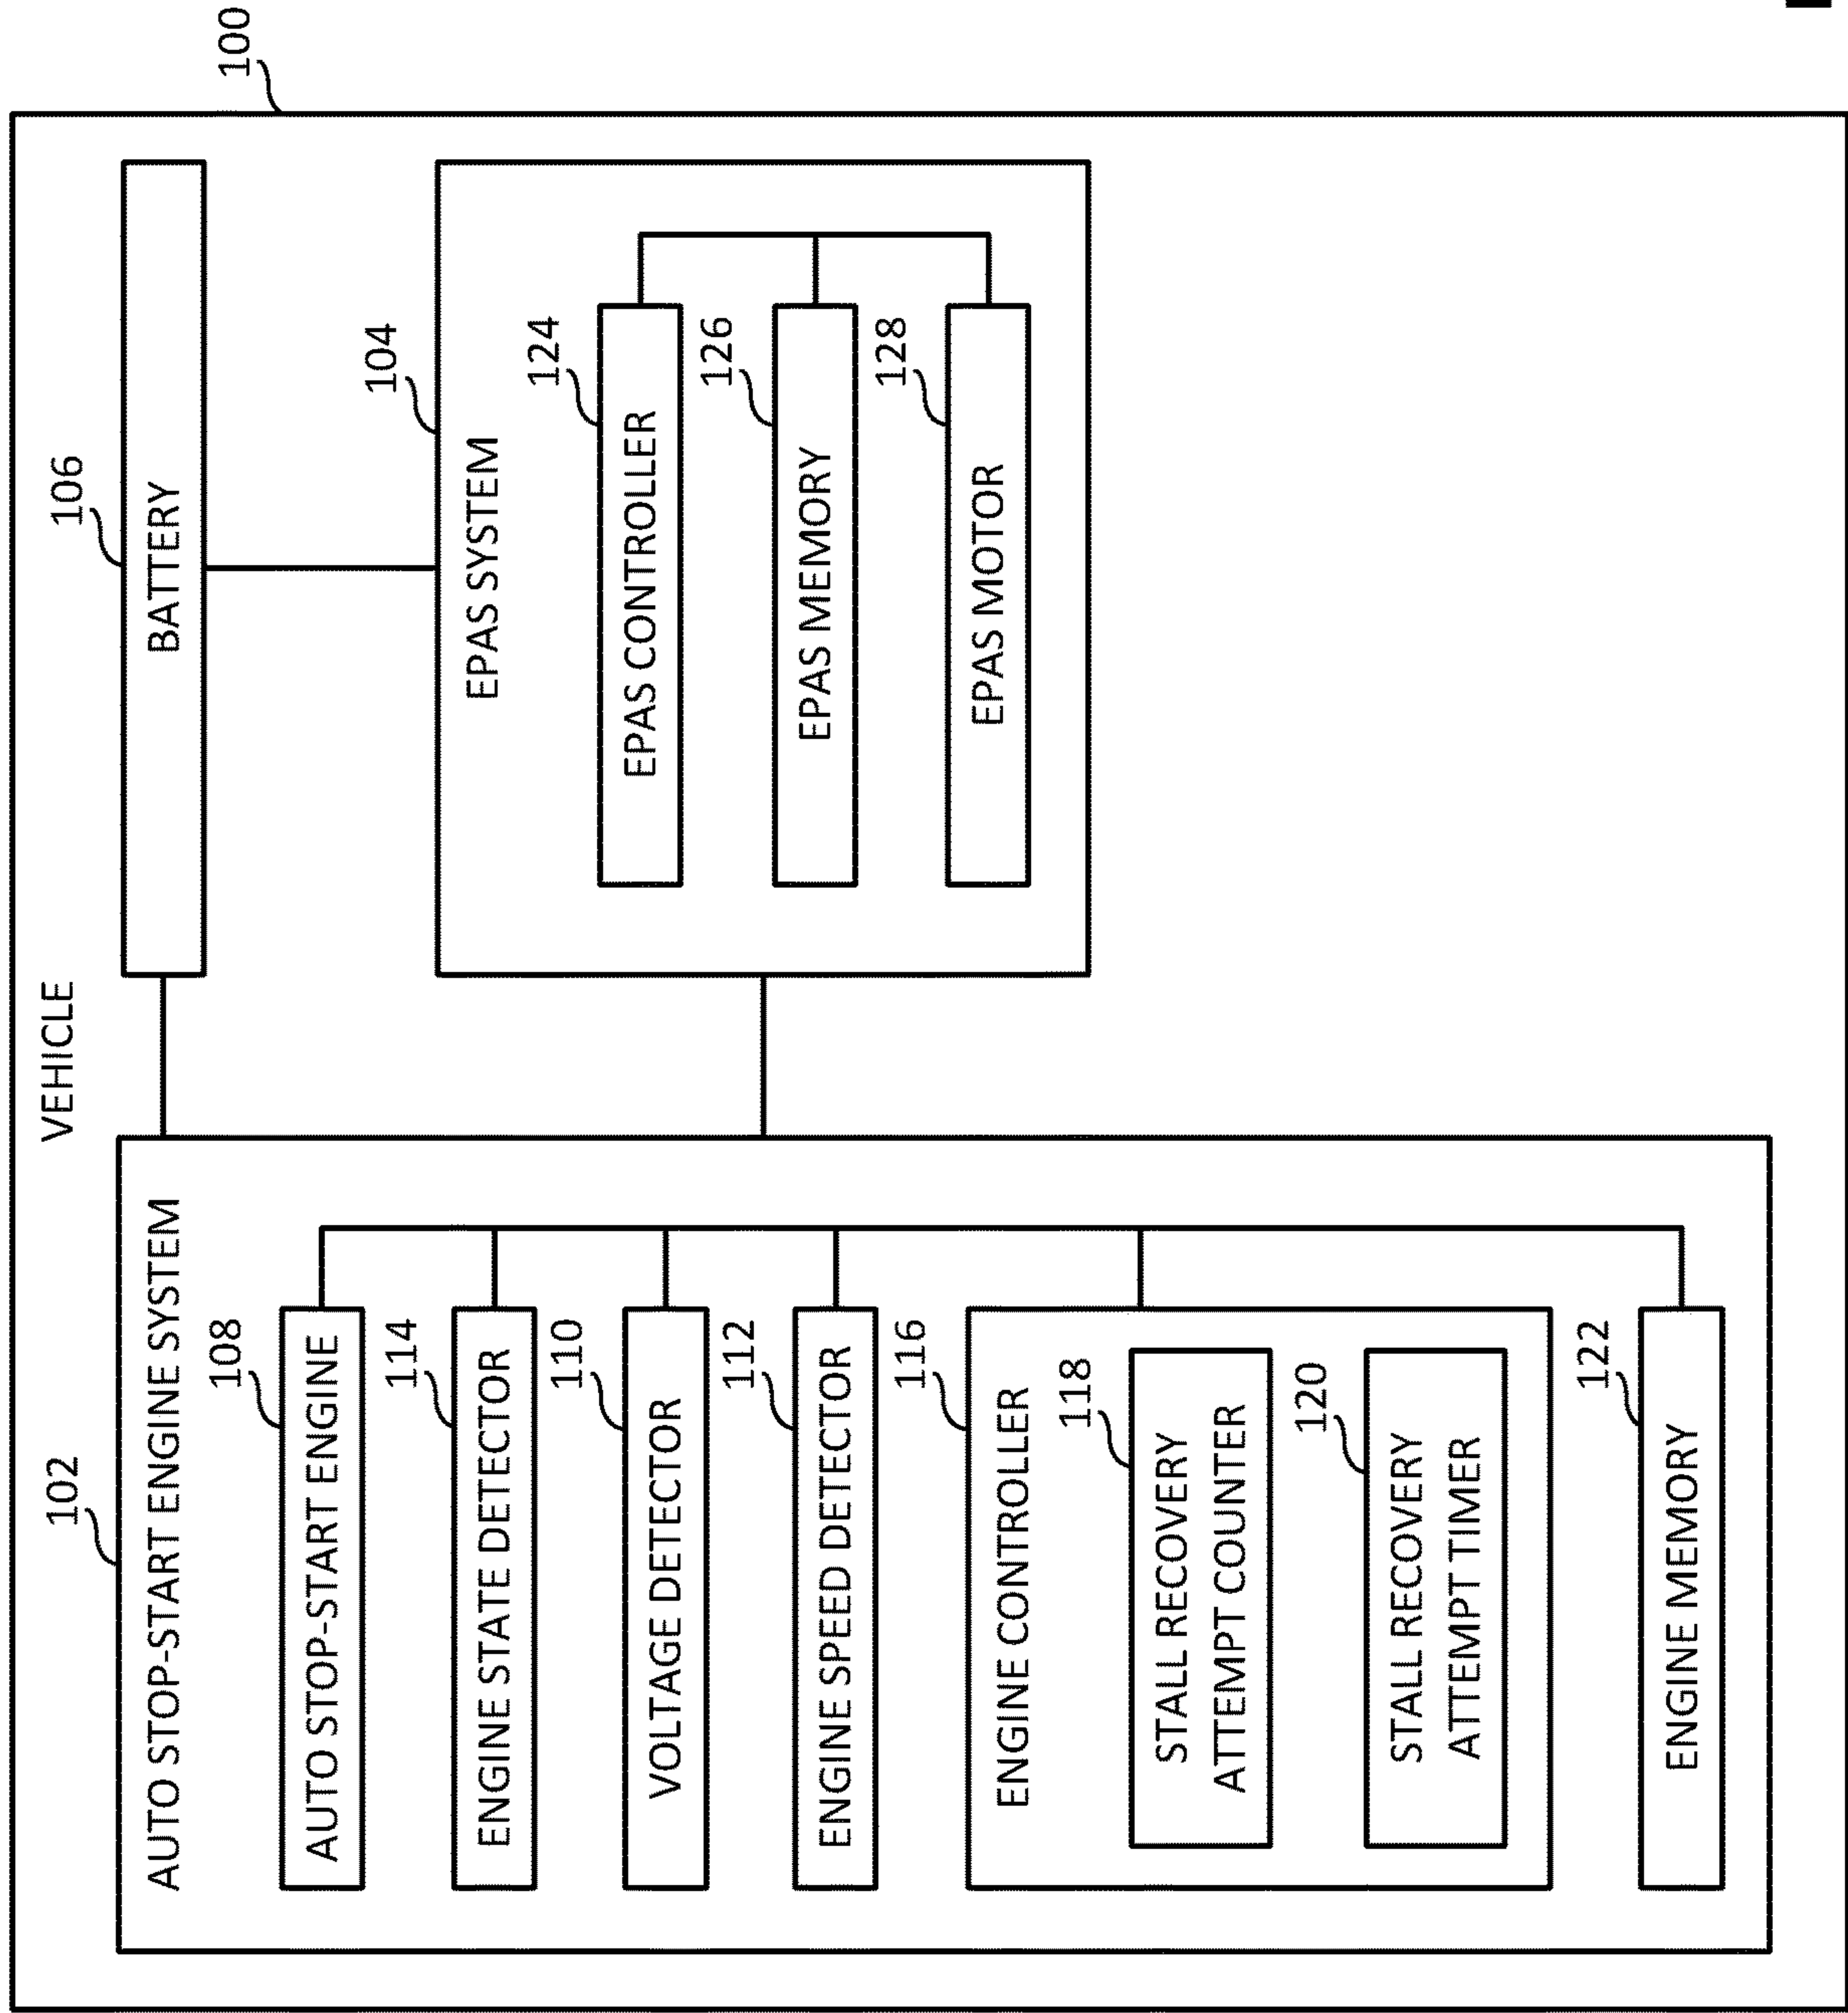 100
VEHICLE
102
AUTO STOP-START ENGINE SYSTEM
108
AUTO STOP-START ENGINE
114
ENGINE STATE DETECTOR
110
VOLTAGE DETECTOR
112
ENGINE SPEED DETECTOR
116
ENGINE CONTROLLER
118
STALL RECOVERY
ATTEMPT COUNTER
120
STALL RECOVERY
ATTEMPT TIMER
122
ENGINE MEMORY
106
BATTERY
104
EPAS SYSTEM
124
EPAS CONTROLLER
126
EPAS MEMORY
128
EPAS MOTOR